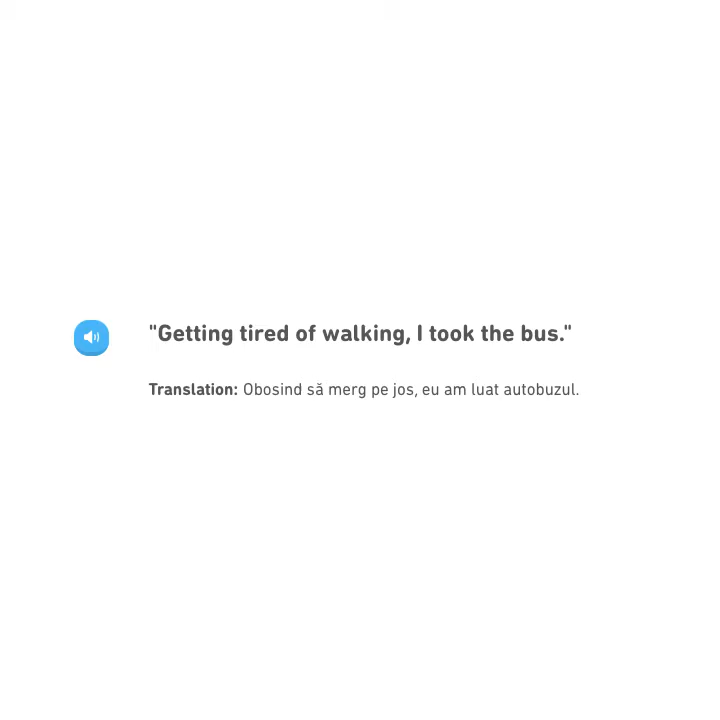 "Getting tired of walking, I took the bus."
Translation: Obosind să merg pe jos, eu am luat autobuzul.